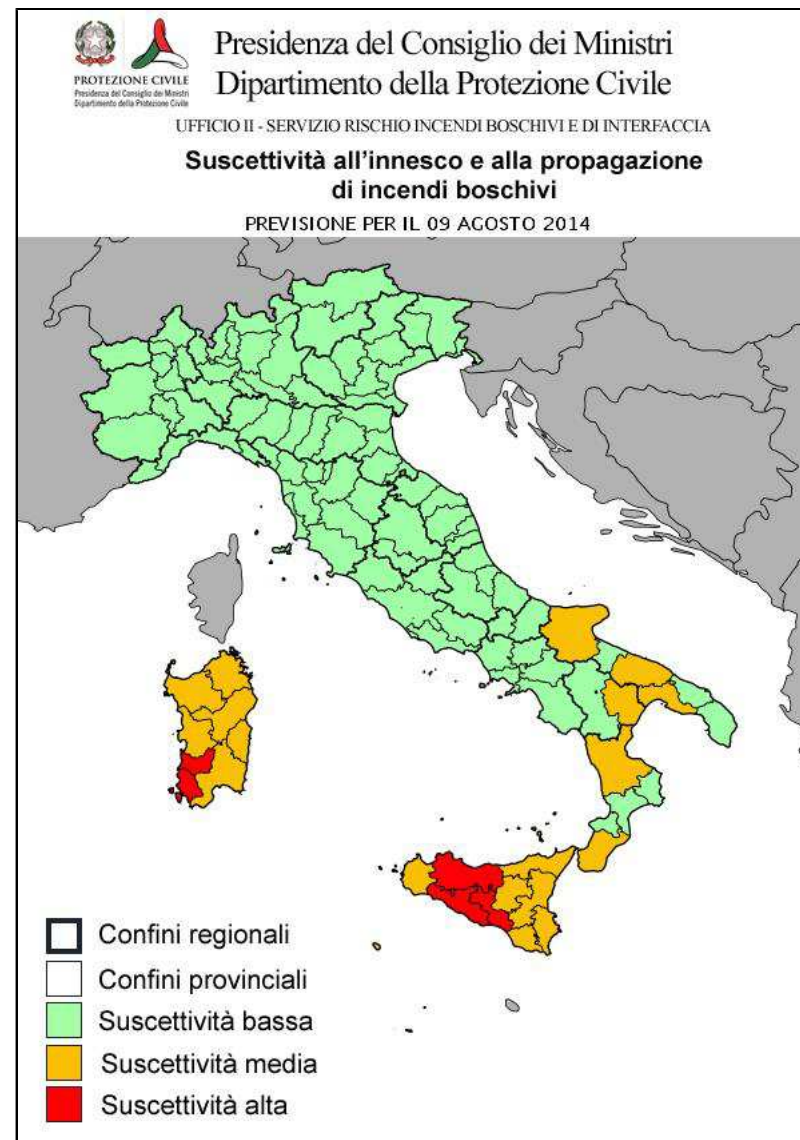 PROTEZIONE CIVILE
Presidenza del Consiglio dei Ministri
Dipartimento della Protezione Civile
Presidenza del Consiglio dei Ministri
Dipartimento della Protezione Civile
UFFICIO II - SERVIZIO RISCHIO INCENDI BOSCHIVI E DI INTERFACCIA
Suscettività all'innesco e alla propagazione
di incendi boschivi
PREVISIONE PER IL 09 AGOSTO 2014
Confini regionali
Confini provinciali
Suscettività bassa
Suscettività media
Suscettività alta